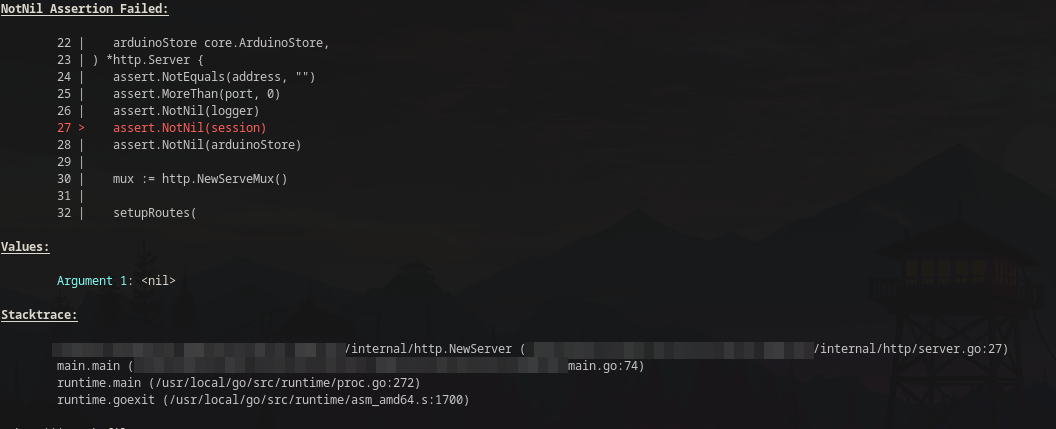 NotNil Assertion Failed:
22 |    arduinoStore core.ArduinoStore,
23 | ) *http.Server {
24 |    assert.NotEquals(address, "")
25 |    assert.MoreThan(port, 0)
26 |    assert.NotNil(logger)
27 >    assert.NotNil(session)
28 |    assert.NotNil(arduinoStore)
29 |
30 |    mux := http.NewServeMux()
31 |
32 |    setupRoutes(
Values:
Argument 1: <nil>
Stacktrace:
/internal/http.NewServer ( /internal/http/server.go:27)
main.main ( main.go:74)
runtime.main (/usr/local/go/src/runtime/proc.go:272)
runtime.goexit (/usr/local/go/src/runtime/asm_amd64.s:1700)